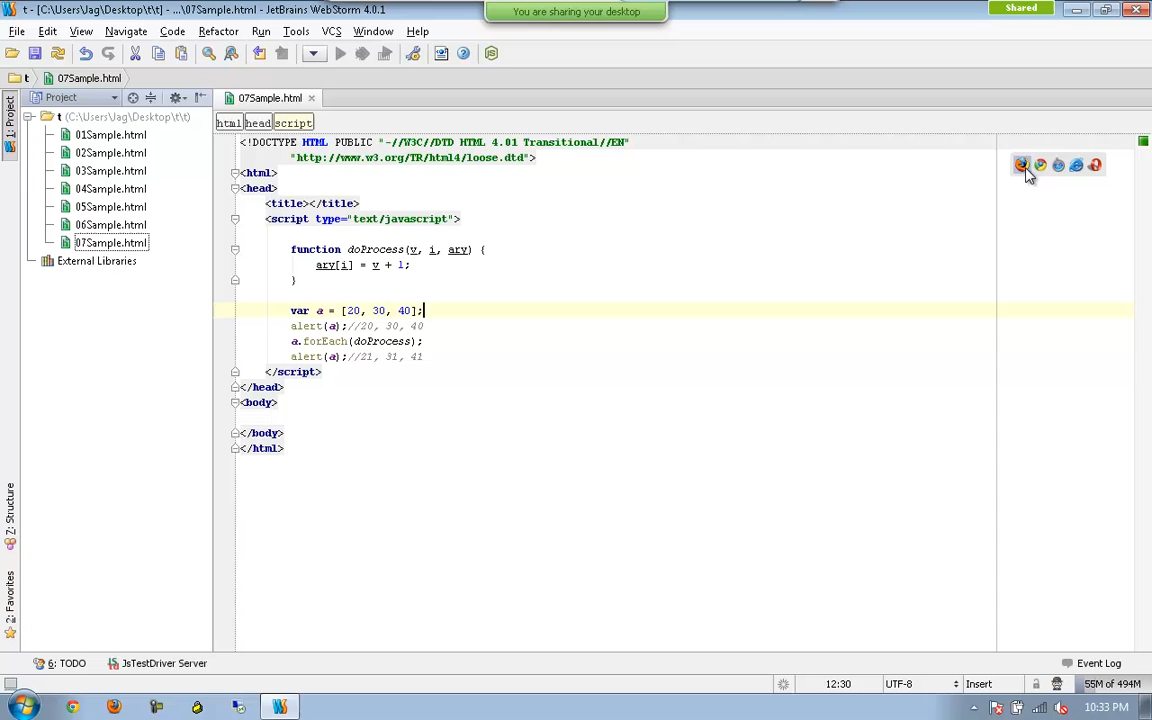 t - [C:\Users\Jag\Desktop\t\t] - ...\07Sample.html - JetBrains WebStorm 4.0.1
You are sharing your desktop
Shared
File Edit View Navigate Code Refactor Run Tools VCS Window Help
t 07Sample.html
Project 07Sample.html
1: Project
t (C:\Users\Jag\Desktop\t\t)
01Sample.html
02Sample.html
03Sample.html
04Sample.html
05Sample.html
06Sample.html
07Sample.html
External Libraries
html head script
<!DOCTYPE HTML PUBLIC "-//W3C//DTD HTML 4.01 Transitional//EN"
"http://www.w3.org/TR/html4/loose.dtd">
<html>
<head>
<title></title>
<script type="text/javascript">
function doProcess(v, i, ary) {
ary[i] = v + 1;
}
var a = [20, 30, 40];
alert(a);//20, 30, 40
a.forEach(doProcess);
alert(a);//21, 31, 41
</script>
</head>
<body>
</body>
</html>
7: Structure
2: Favorites
6: TODO JsTestDriver Server Event Log
12:30 UTF-8 Insert 55M of 494M
10:33 PM